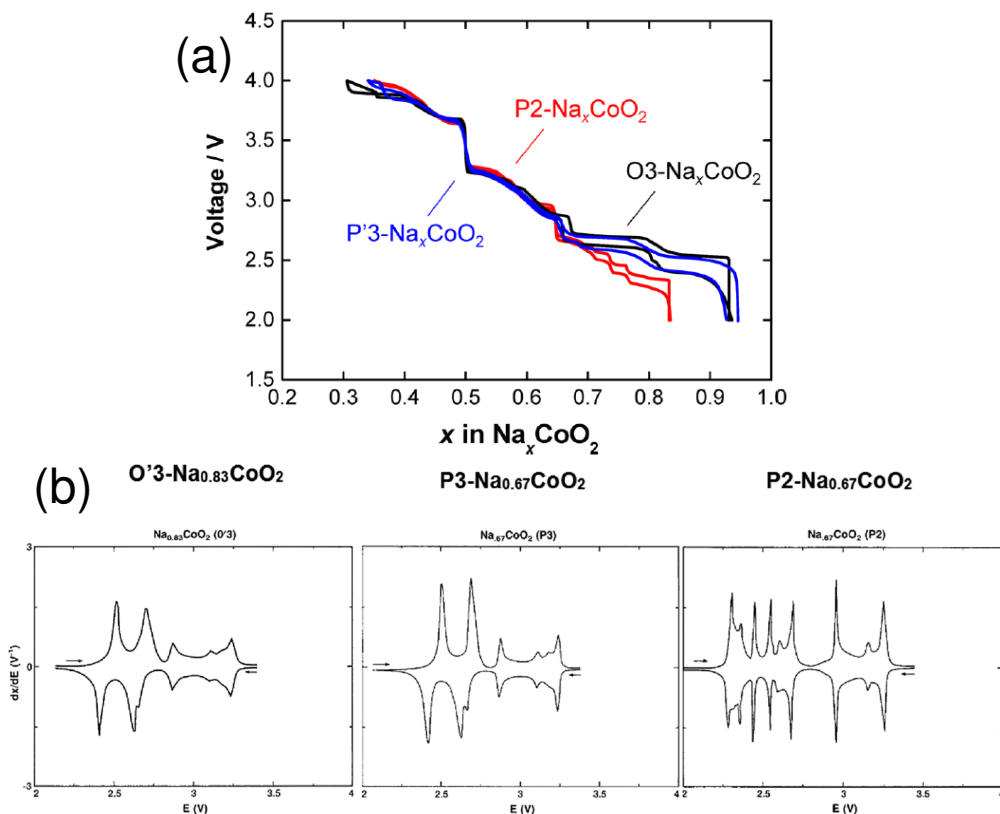 (a)
4.5
4.0
3.5
3.0
2.5
2.0
1.5
Voltage / V
P2-NaxCoO2
O3-NaxCoO2
P'3-NaxCoO2
0.2 0.3 0.4 0.5 0.6 0.7 0.8 0.9 1.0
x in NaxCoO2
(b)
O'3-Na0.83CoO2
P3-Na0.67CoO2
P2-Na0.67CoO2
Na0.83CoO2 (0'3)
Na.67CoO2 (P3)
Na.67CoO2 (P2)
3
0
-3
dx/dE (V⁻¹)
2 2.5 3 3.5 4
2 2.5 3 3.5 4
2 2.5 3 3.5 4
E (V)
E (V)
E (V)